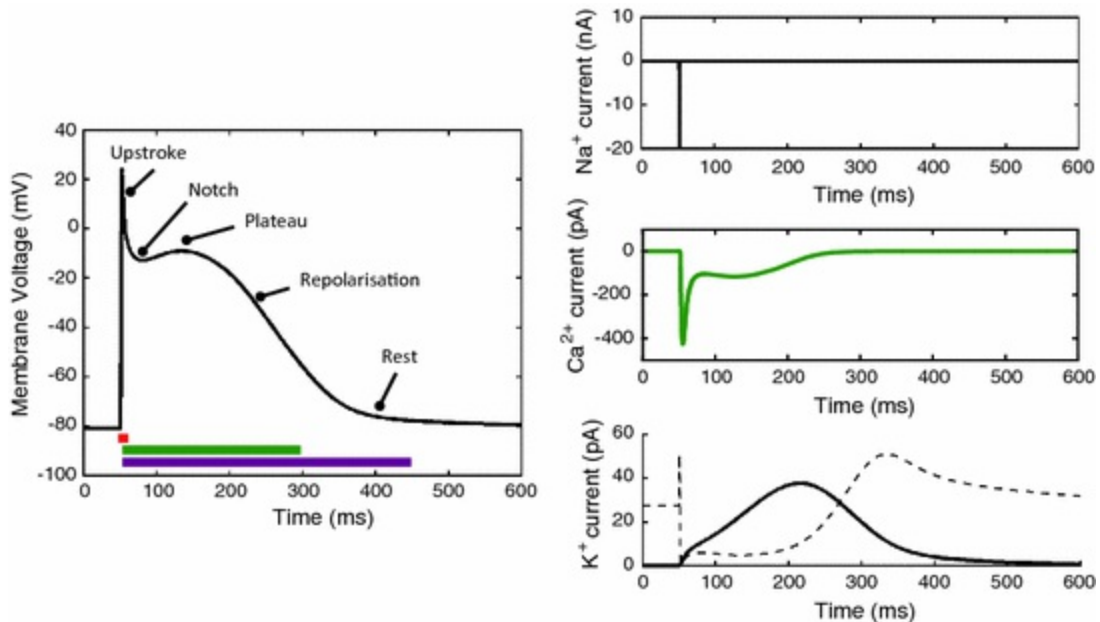 Membrane Voltage (mV)
40
20
0
-20
-40
-60
-80
-100
Upstroke
Notch
Plateau
Repolarisation
Rest
0 100 200 300 400 500 600
Time (ms)
Na+ current (nA)
10
0
-10
-20
0 100 200 300 400 500 600
Time (ms)
Ca2+ current (pA)
0
-200
-400
0 100 200 300 400 500 600
Time (ms)
K+ current (pA)
60
40
20
0
0 100 200 300 400 500 600
Time (ms)